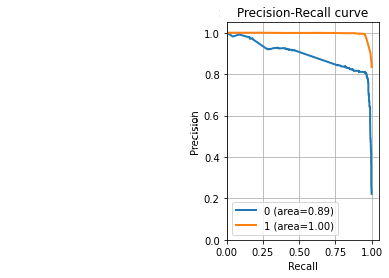 Precision-Recall curve
1.0
0.8
0.6
0.4
0.2
0.0
Precision
0 (area=0.89)
1 (area=1.00)
0.00 0.25 0.50 0.75 1.00
Recall